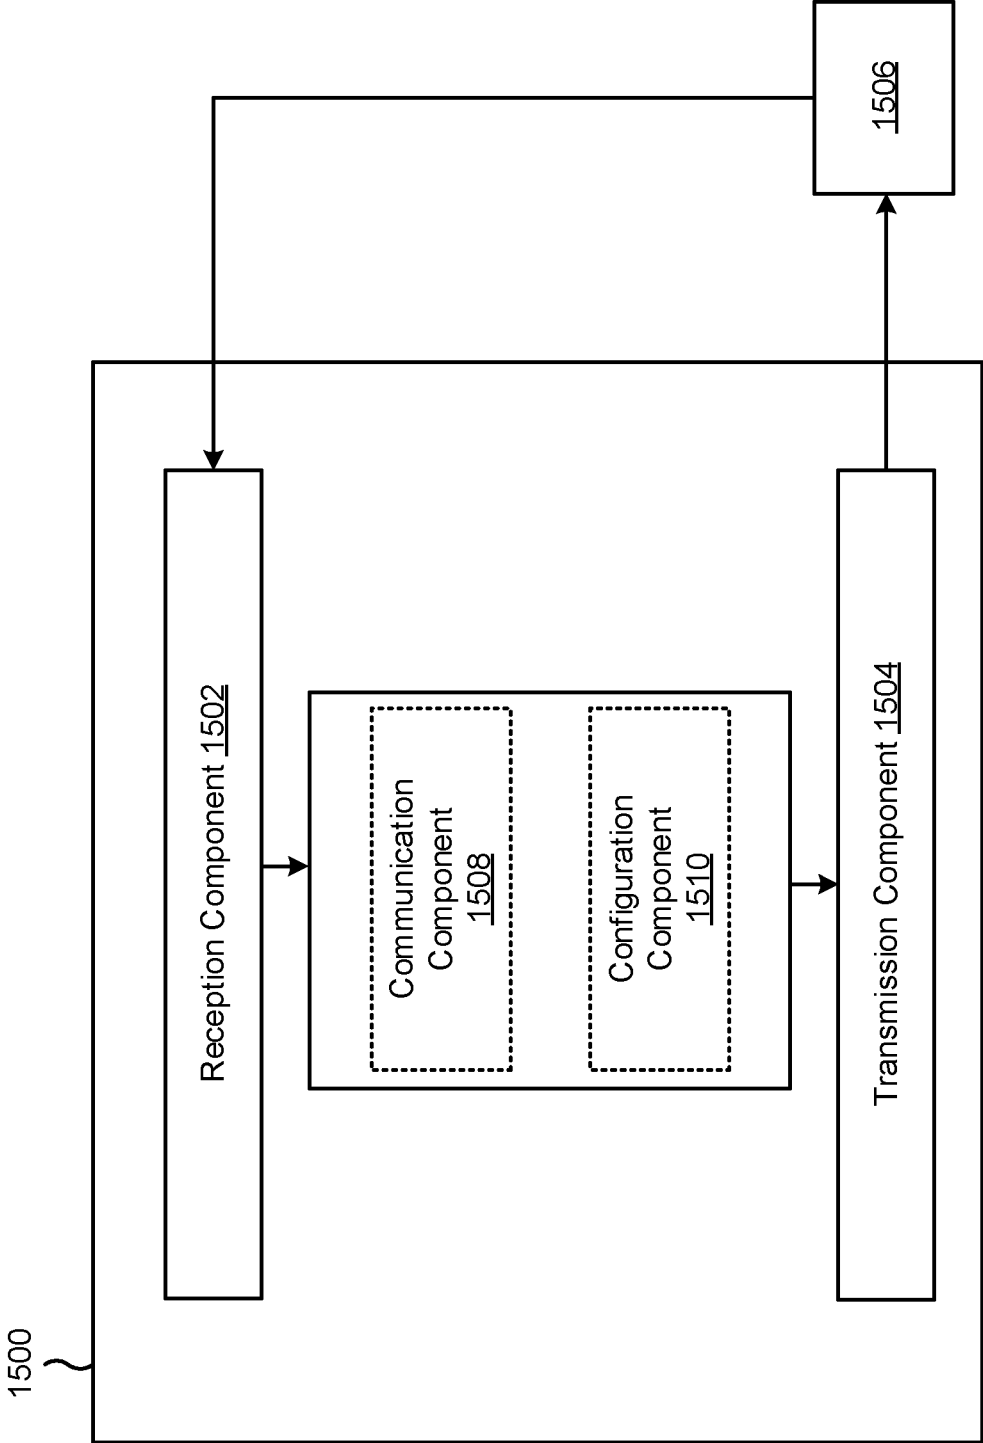 1500
Reception Component 1502
Communication
Component
1508
Configuration
Component
1510
Transmission Component 1504
1506